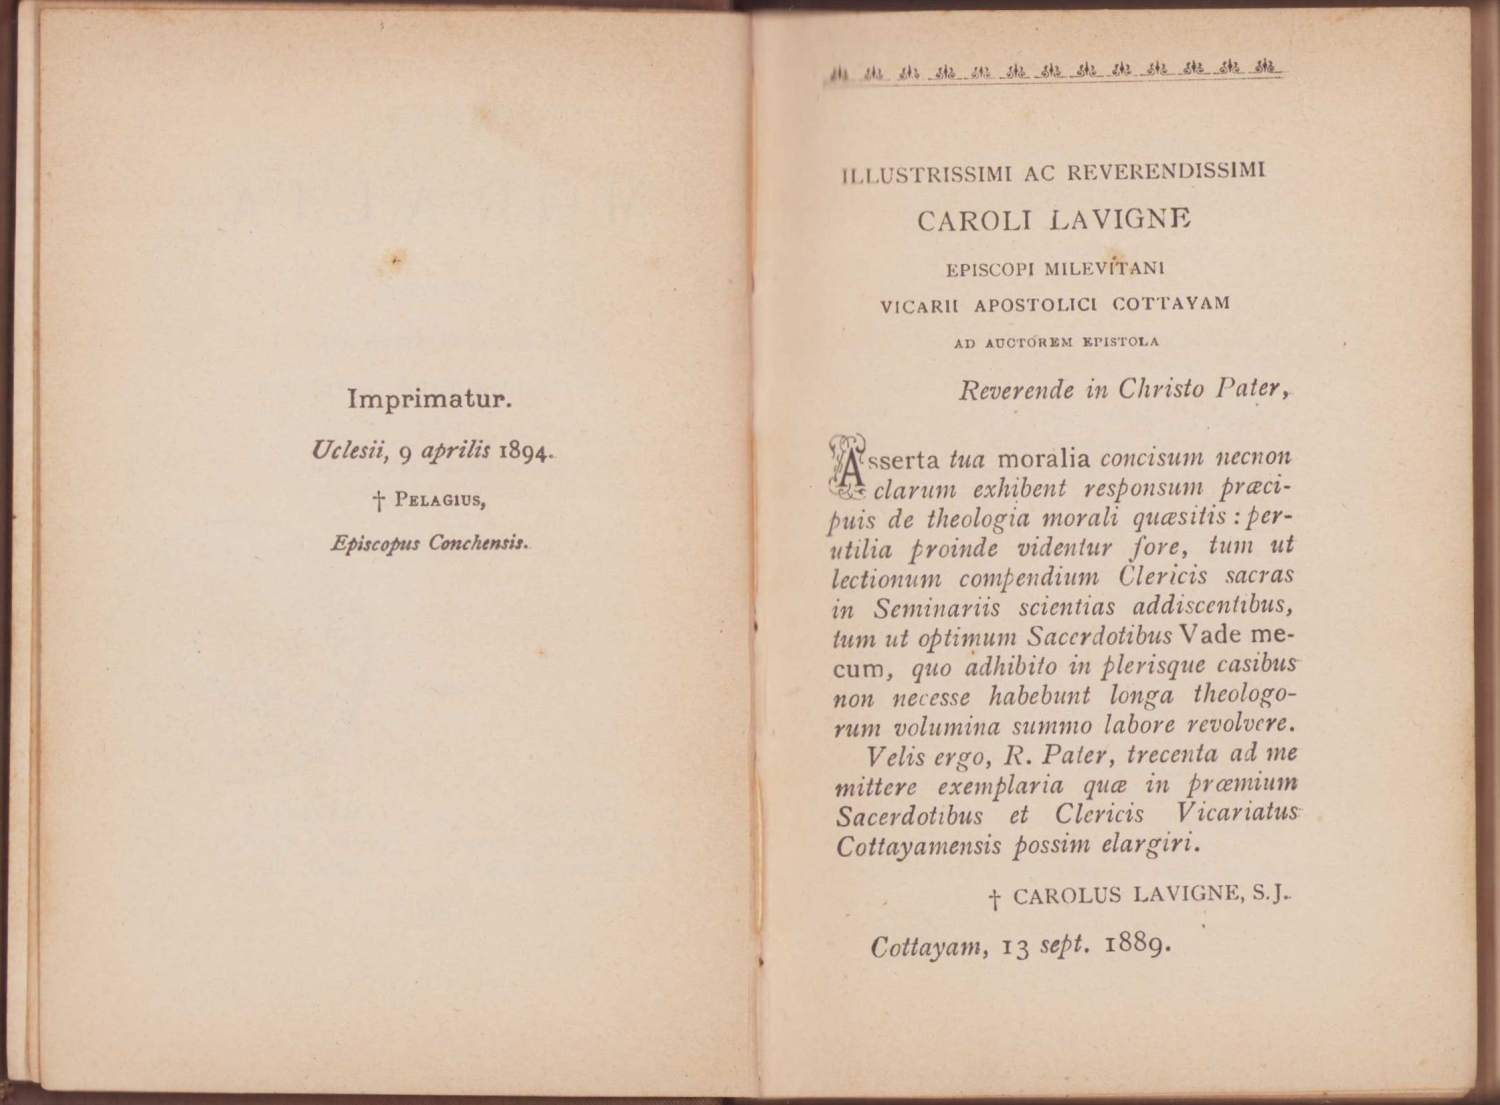 Imprimatur.
Uclesii, 9 aprilis 1894.
† PELAGIUS,
Episcopus Conchensis.
ILLUSTRISSIMI AC REVERENDISSIMI
CAROLI LAVIGNE
EPISCOPI MILEVITANI
VICARII APOSTOLICI COTTAYAM
AD AUCTOREM EPISTOLA
Reverende in Christo Pater,
Asserta tua moralia concisum necnon
clarum exhibent responsum præci-
puis de theologia morali quæsitis : per-
utilia proinde videntur fore, tum ut
lectionum compendium Clericis sacras
in Seminariis scientias addiscentibus,
tum ut optimum Sacerdotibus Vade me-
cum, quo adhibito in plerisque casibus
non necesse habebunt longa theologo-
rum volumina summo labore revolvere.
Velis ergo, R. Pater, trecenta ad me
mittere exemplaria quæ in præmium
Sacerdotibus et Clericis Vicariatus
Cottayamensis possim elargiri.
† CAROLUS LAVIGNE, S.J.
Cottayam, 13 sept. 1889.